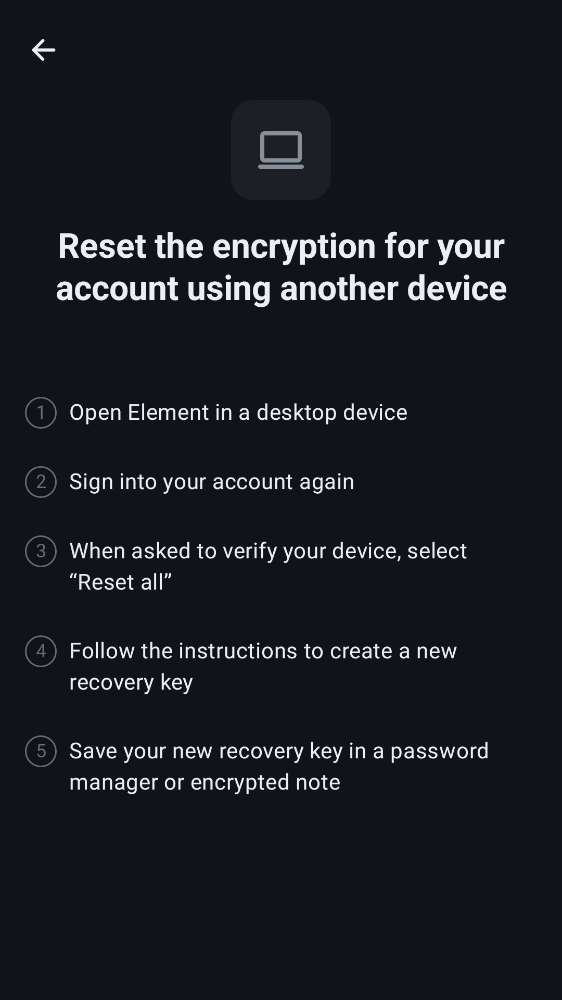 Reset the encryption for your
account using another device
1 Open Element in a desktop device
2 Sign into your account again
3 When asked to verify your device, select
“Reset all”
4 Follow the instructions to create a new
recovery key
5 Save your new recovery key in a password
manager or encrypted note